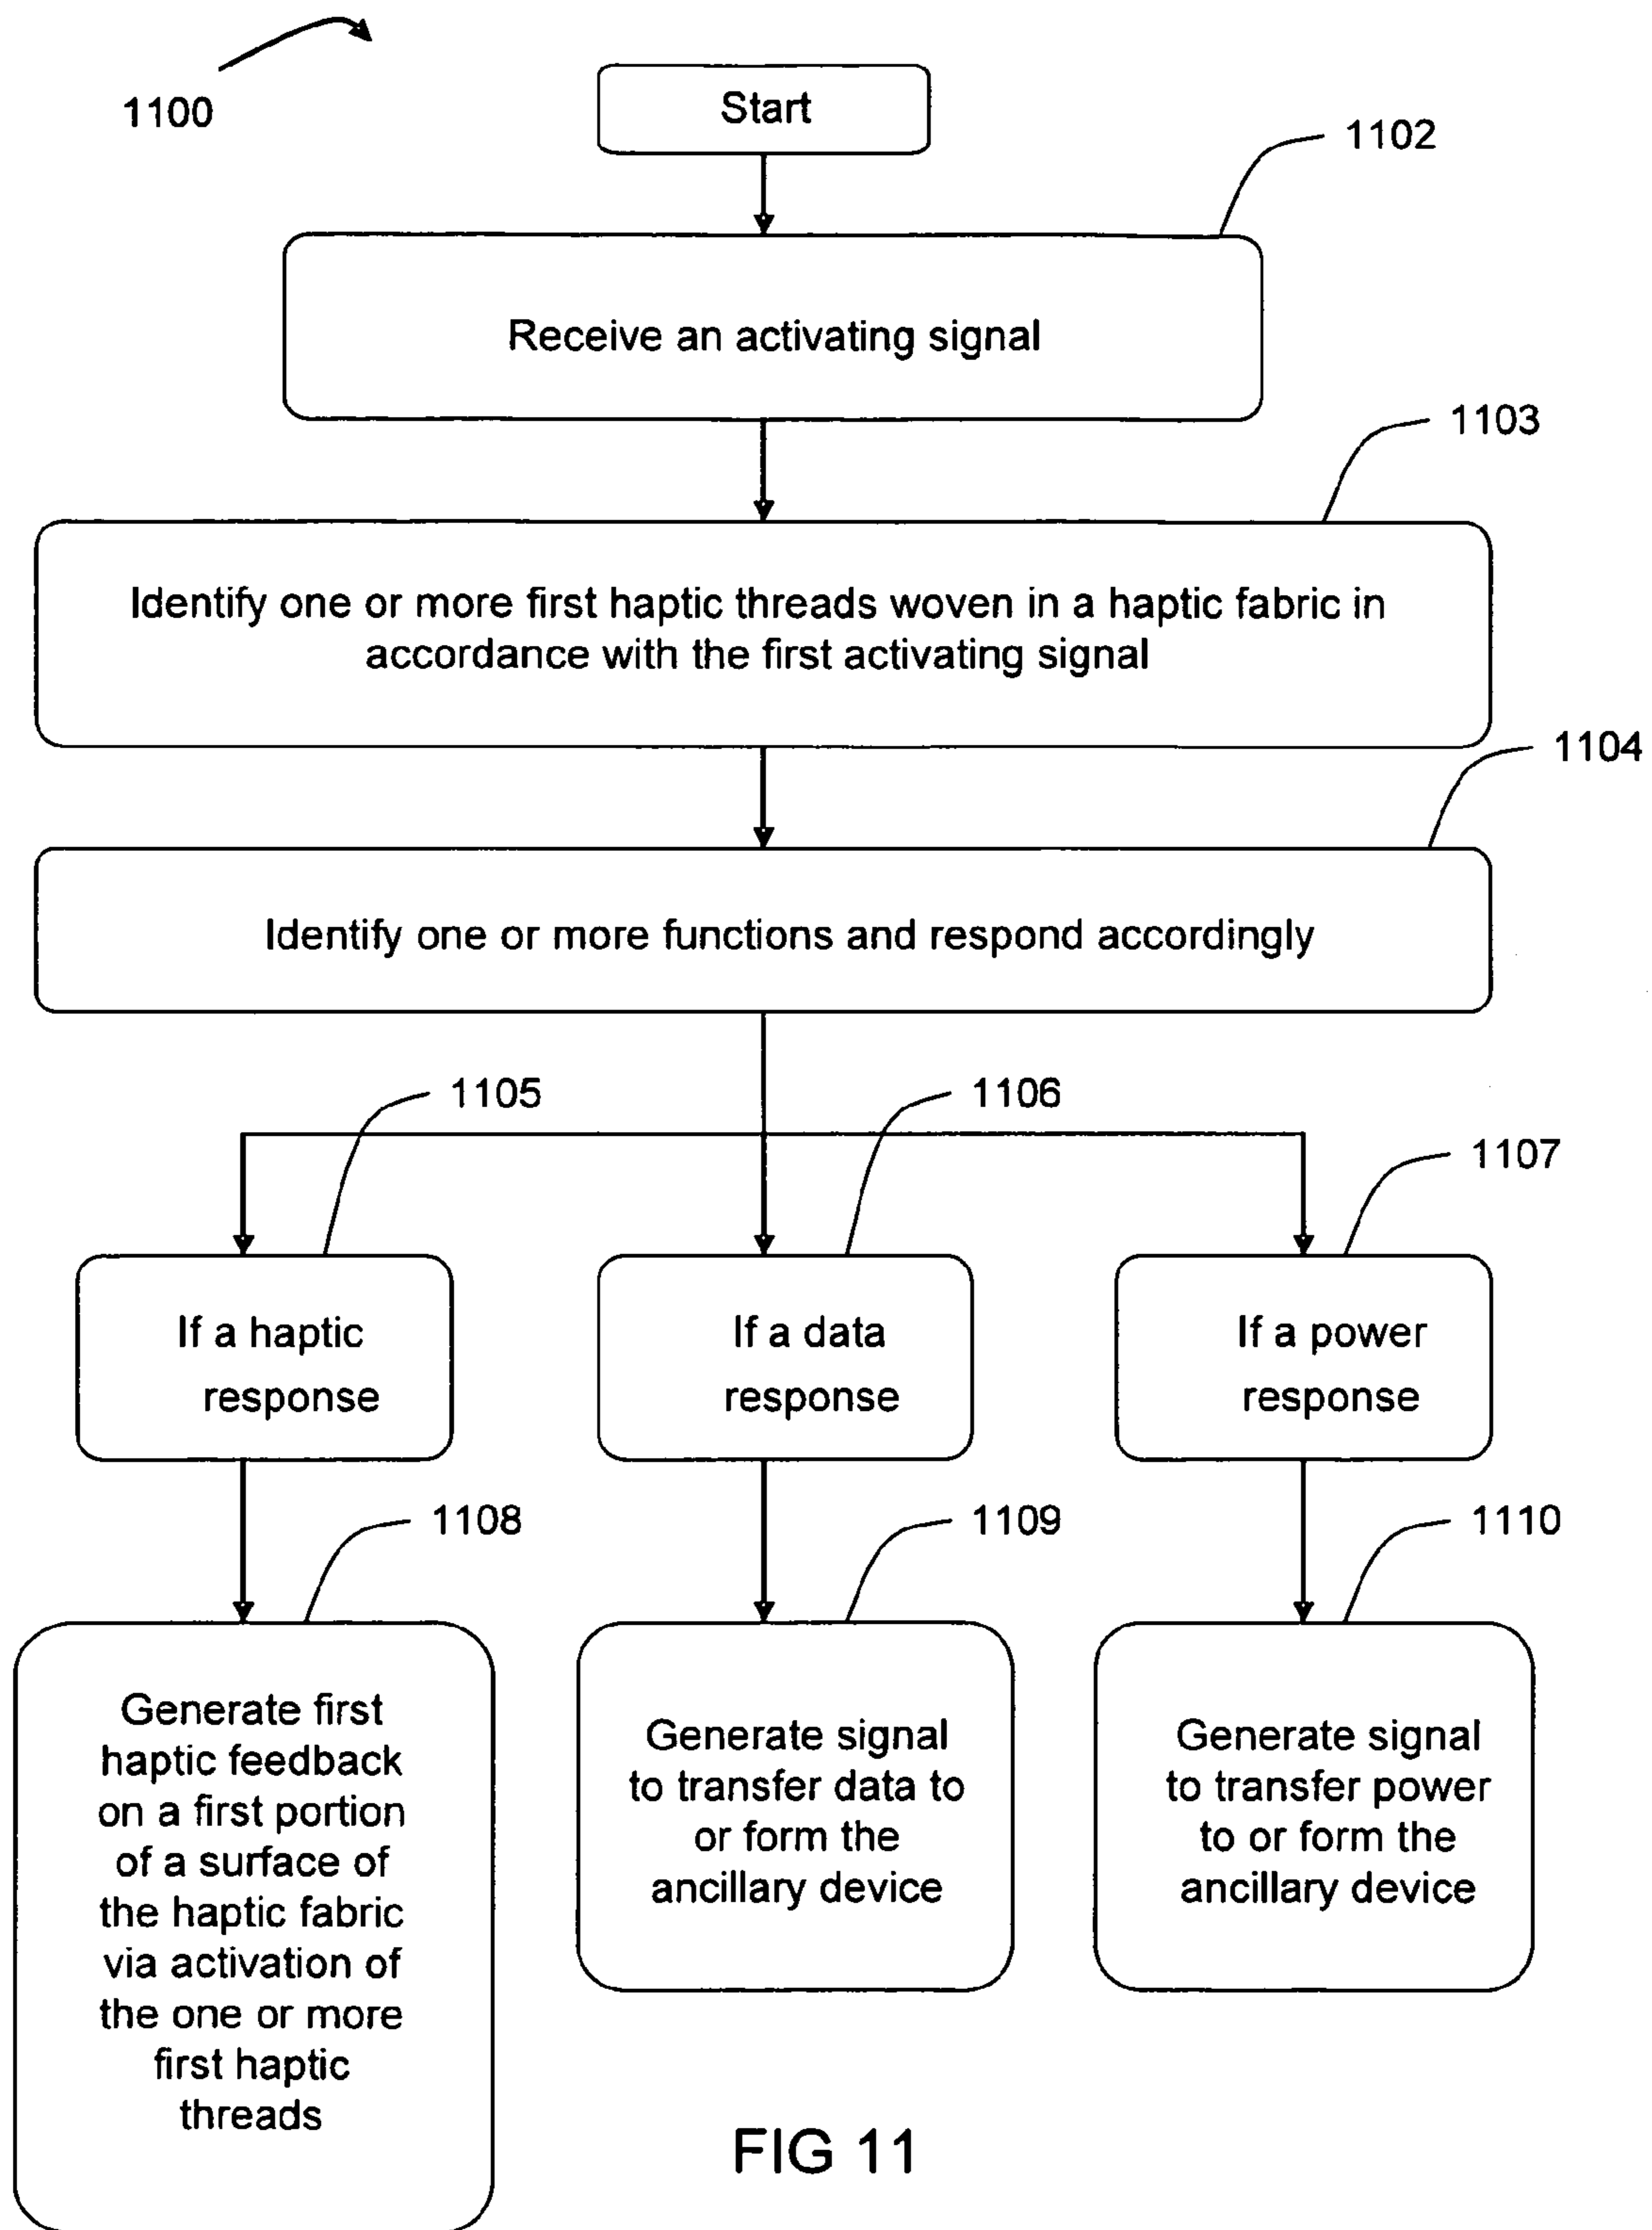 1100
Start
1102
Receive an activating signal
1103
Identify one or more first haptic threads woven in a haptic fabric in
accordance with the first activating signal
1104
Identify one or more functions and respond accordingly
1105
1106
1107
If a haptic
response
If a data
response
If a power
response
1108
1109
1110
Generate first
haptic feedback
on a first portion
of a surface of
the haptic fabric
via activation of
the one or more
first haptic
threads
Generate signal
to transfer data to
or form the
ancillary device
Generate signal
to transfer power
to or form the
ancillary device
FIG 11